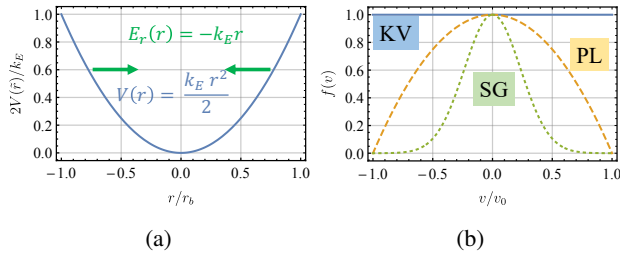 1.0
0.8
0.6
0.4
0.2
0.0
2V(r̃)/k_E
E_r(r) = −k_E r
V(r) = k_E r²/2
−1.0 −0.5 0.0 0.5 1.0
r/r_b
(a)
1.0
0.8
0.6
0.4
0.2
0.0
f(v)
KV
PL
SG
−1.0 −0.5 0.0 0.5 1.0
v/v₀
(b)